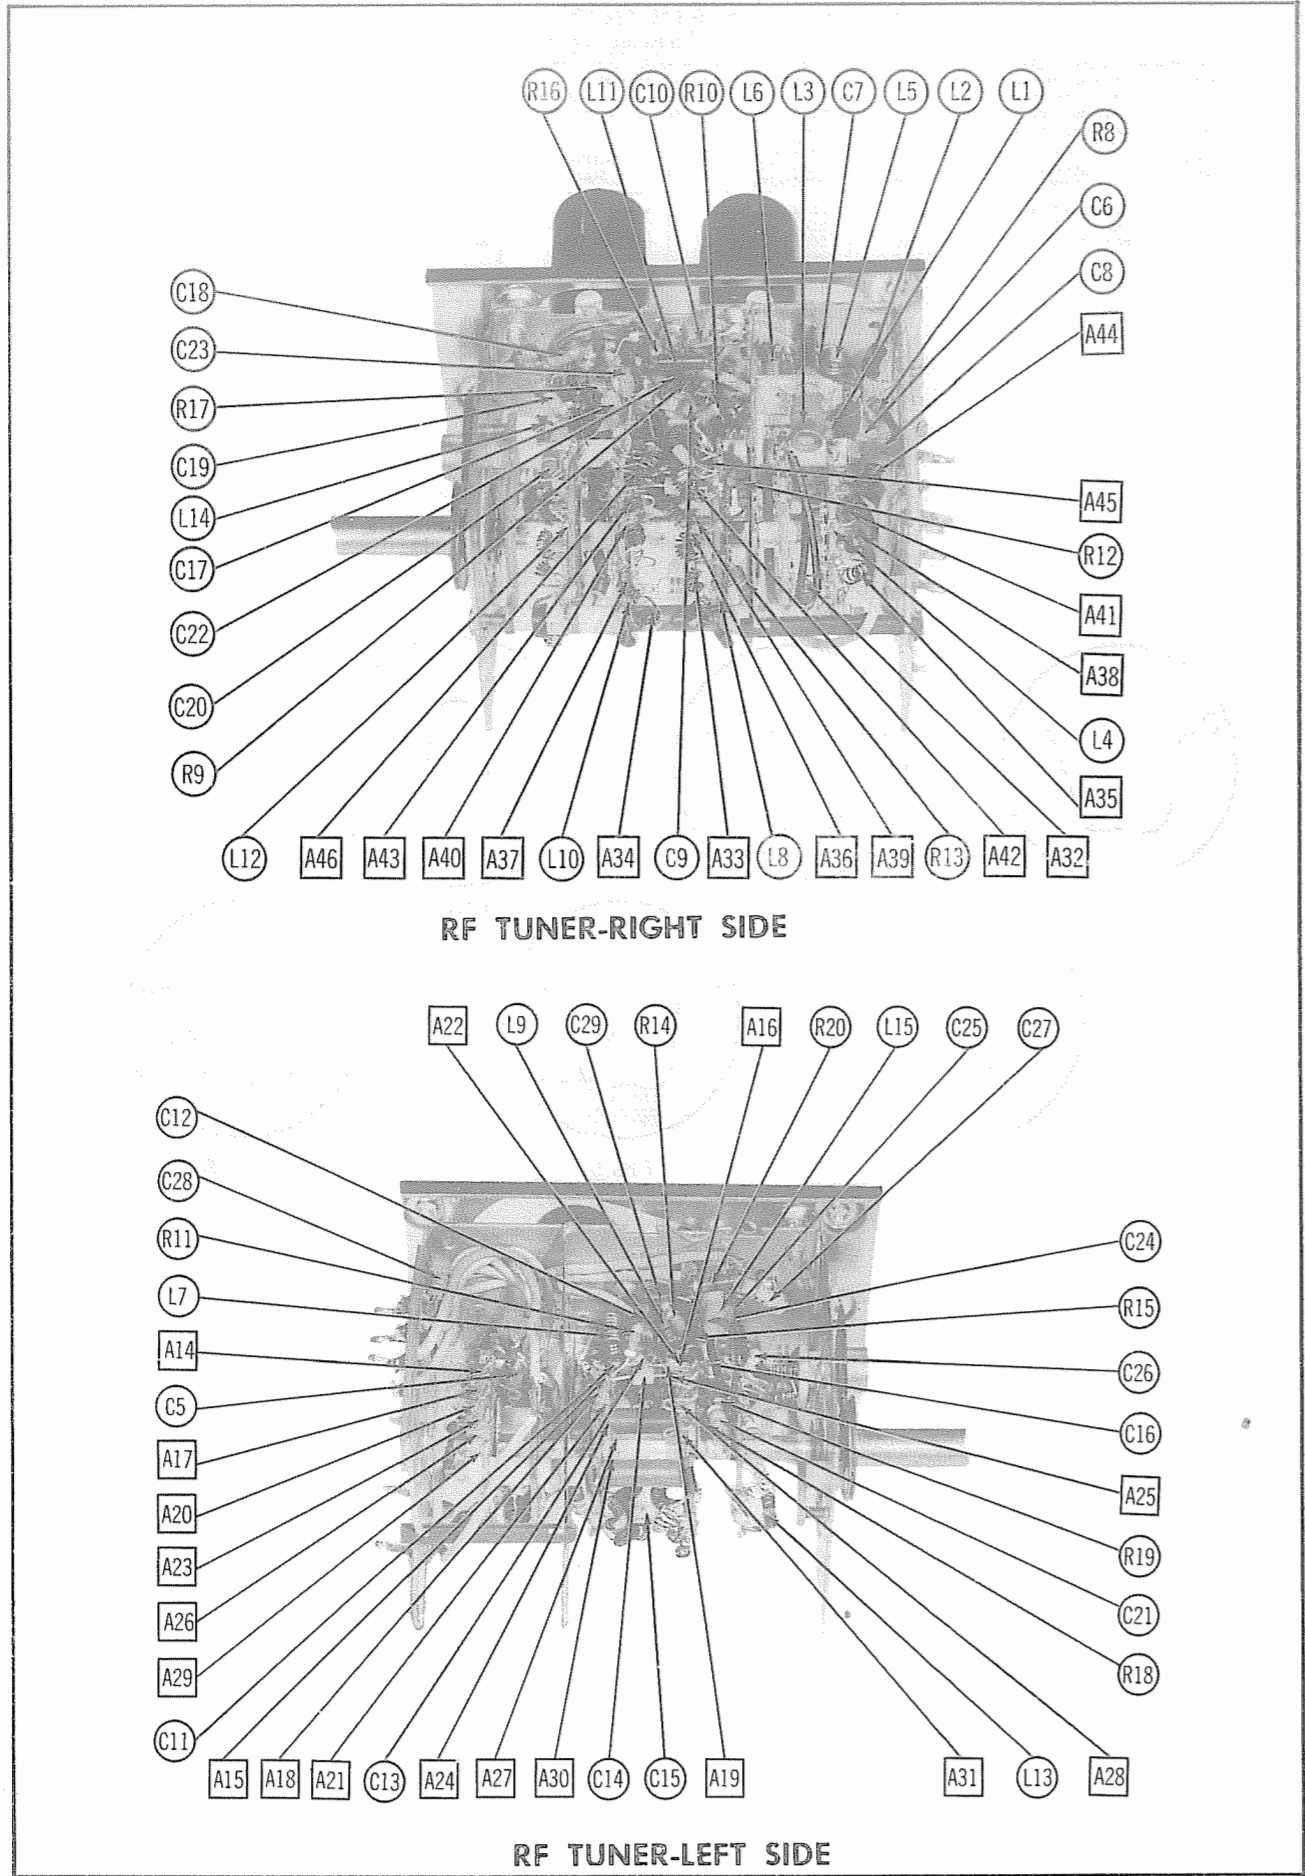 R16 L11 C10 R10 L6 L3 C7 L5 L2 L1
R8
C6
C8
A44
C18
C23
R17
C19
L14
C17
C22
C20
R9
A45
R12
A41
A38
L4
A35
L12 A46 A43 A40 A37 L10 A34 C9 A33 L8 A36 A39 R13 A42 A32
RF TUNER-RIGHT SIDE
A22 L9 C29 R14 A16 R20 L15 C25 C27
C12
C28
R11
L7
A14
C5
A17
A20
A23
A26
A29
C11
C24
R15
C26
C16
A25
R19
C21
R18
A15 A18 A21 C13 A24 A27 A30 C14 C15 A19 A31 L13 A28
RF TUNER-LEFT SIDE